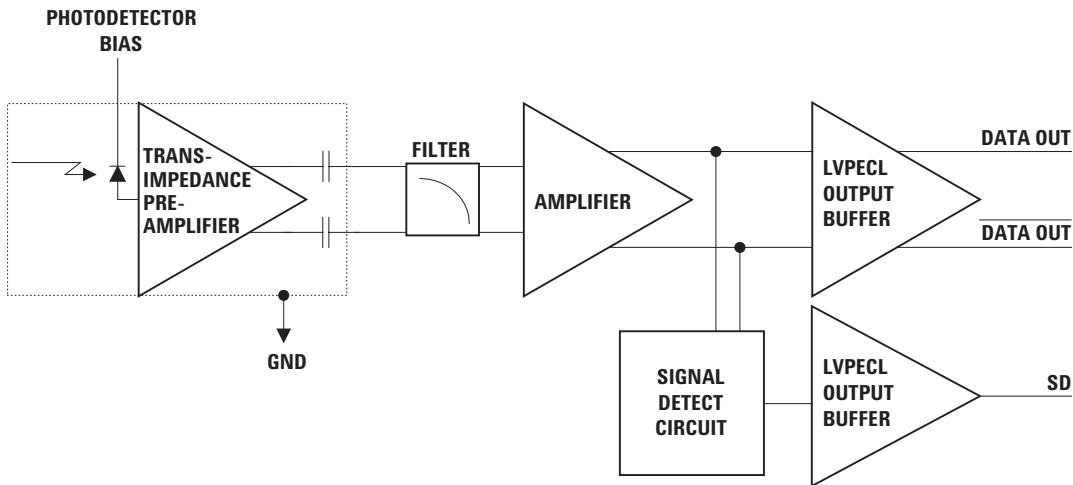 PHOTODETECTOR
BIAS
TRANS-
IMPEDANCE
PRE-
AMPLIFIER
GND
FILTER
AMPLIFIER
LVPECL
OUTPUT
BUFFER
DATA OUT
DATA OUT
SIGNAL
DETECT
CIRCUIT
LVPECL
OUTPUT
BUFFER
SD